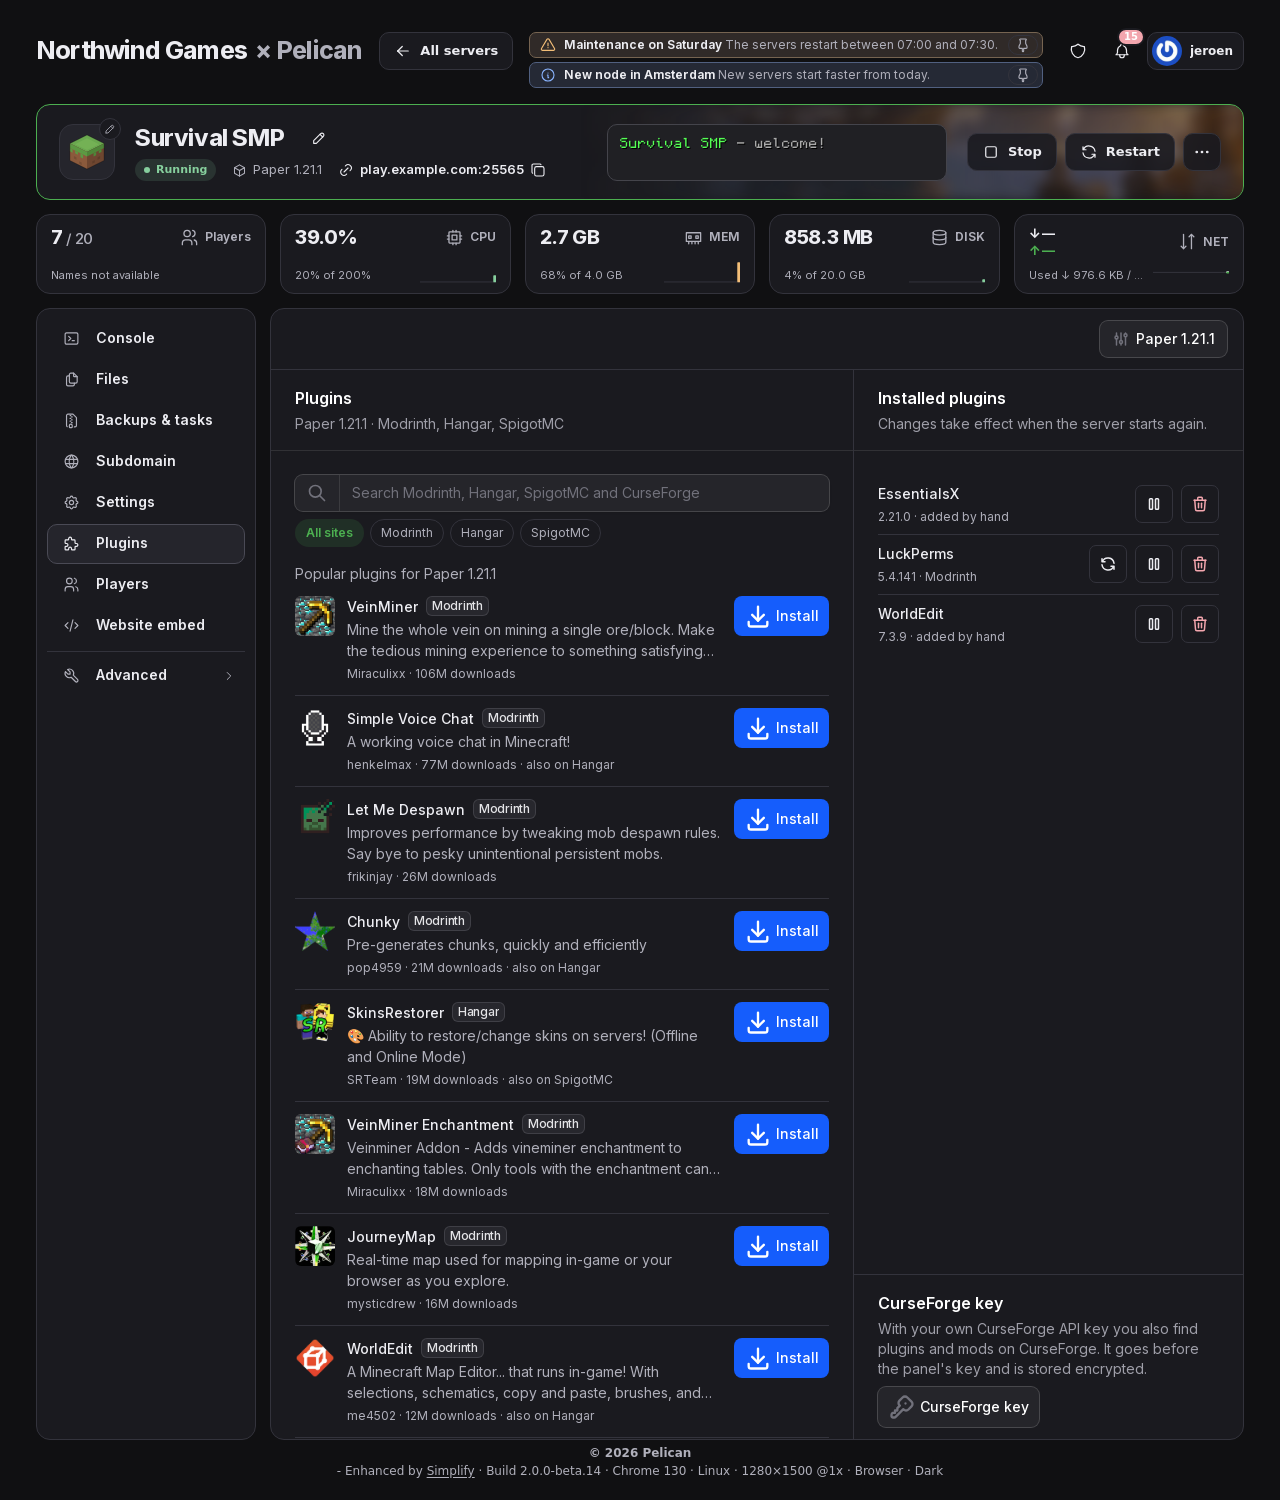 Northwind Games × Pelican
All servers
Maintenance on Saturday The servers restart between 07:00 and 07:30.
New node in Amsterdam New servers start faster from today.
15
jeroen
Survival SMP
Running
Paper 1.21.1
play.example.com:25565
Survival SMP - welcome!
Stop
Restart
7 / 20
Players
Names not available
39.0%
CPU
20% of 200%
2.7 GB
MEM
68% of 4.0 GB
858.3 MB
DISK
4% of 20.0 GB
↓—
↑—
NET
Used ↓ 976.6 KB / ...
Console
Files
Backups & tasks
Subdomain
Settings
Plugins
Players
Website embed
Advanced
Paper 1.21.1
Plugins
Paper 1.21.1 · Modrinth, Hangar, SpigotMC
Search Modrinth, Hangar, SpigotMC and CurseForge
All sites
Modrinth
Hangar
SpigotMC
Popular plugins for Paper 1.21.1
VeinMiner Modrinth
Install
Mine the whole vein on mining a single ore/block. Make
the tedious mining experience to something satisfying...
Miraculixx · 106M downloads
Simple Voice Chat Modrinth
Install
A working voice chat in Minecraft!
henkelmax · 77M downloads · also on Hangar
Let Me Despawn Modrinth
Install
Improves performance by tweaking mob despawn rules.
Say bye to pesky unintentional persistent mobs.
frikinjay · 26M downloads
Chunky Modrinth
Install
Pre-generates chunks, quickly and efficiently
pop4959 · 21M downloads · also on Hangar
SR
SkinsRestorer Hangar
Install
🎨 Ability to restore/change skins on servers! (Offline
and Online Mode)
SRTeam · 19M downloads · also on SpigotMC
VeinMiner Enchantment Modrinth
Install
Veinminer Addon - Adds vineminer enchantment to
enchanting tables. Only tools with the enchantment can...
Miraculixx · 18M downloads
JourneyMap Modrinth
Install
Real-time map used for mapping in-game or your
browser as you explore.
mysticdrew · 16M downloads
WorldEdit Modrinth
Install
A Minecraft Map Editor... that runs in-game! With
selections, schematics, copy and paste, brushes, and...
me4502 · 12M downloads · also on Hangar
Installed plugins
Changes take effect when the server starts again.
EssentialsX
2.21.0 · added by hand
LuckPerms
5.4.141 · Modrinth
WorldEdit
7.3.9 · added by hand
CurseForge key
With your own CurseForge API key you also find
plugins and mods on CurseForge. It goes before
the panel's key and is stored encrypted.
CurseForge key
© 2026 Pelican
- Enhanced by Simplify · Build 2.0.0-beta.14 · Chrome 130 · Linux · 1280×1500 @1x · Browser · Dark